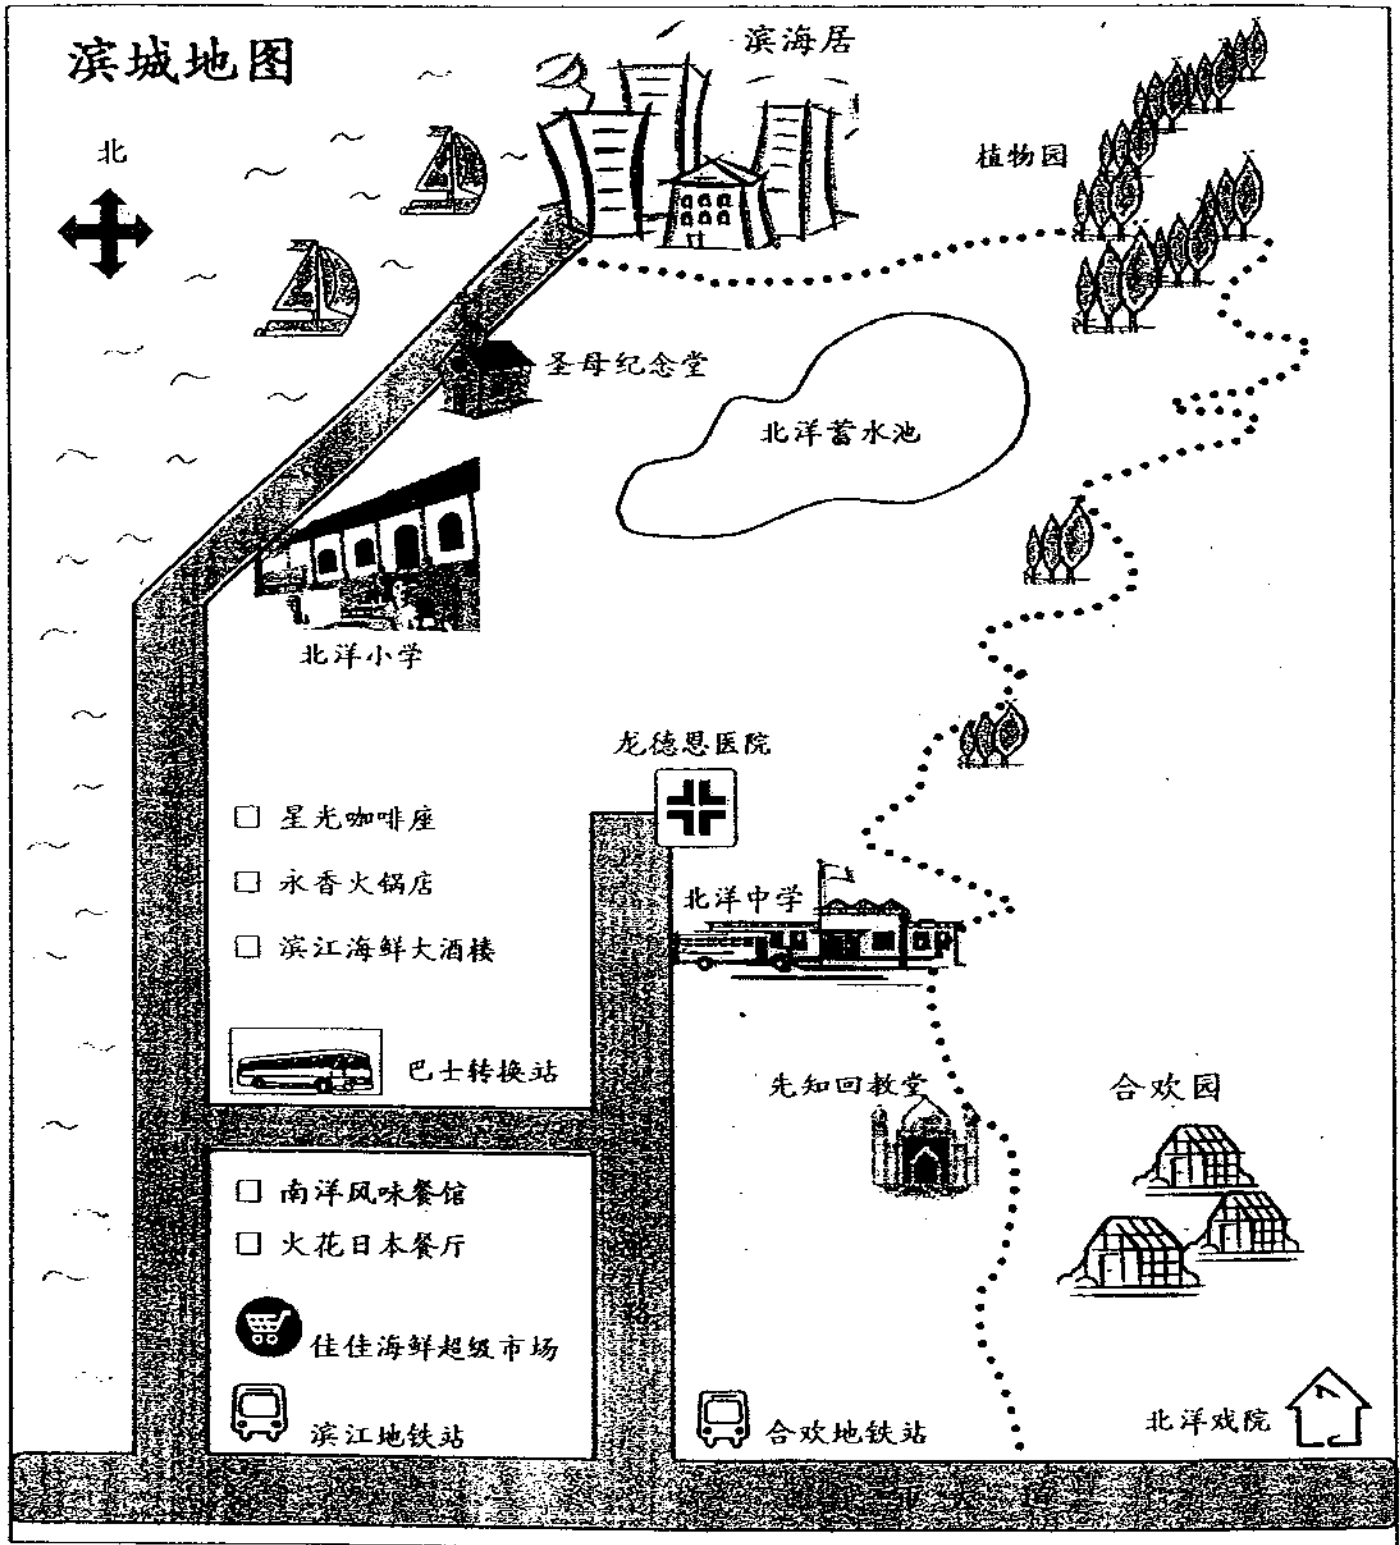 滨城地图
滨海居
北
植物园
圣母纪念堂
北洋蓄水池
北洋小学
龙德恩医院
星光咖啡座
永香火锅店
北洋中学
滨江海鲜大酒楼
巴士转换站
先知回教堂
合欢园
南洋风味餐馆
火花日本餐厅
路
佳佳海鲜超级市场
滨江地铁站
合欢地铁站
北洋戏院